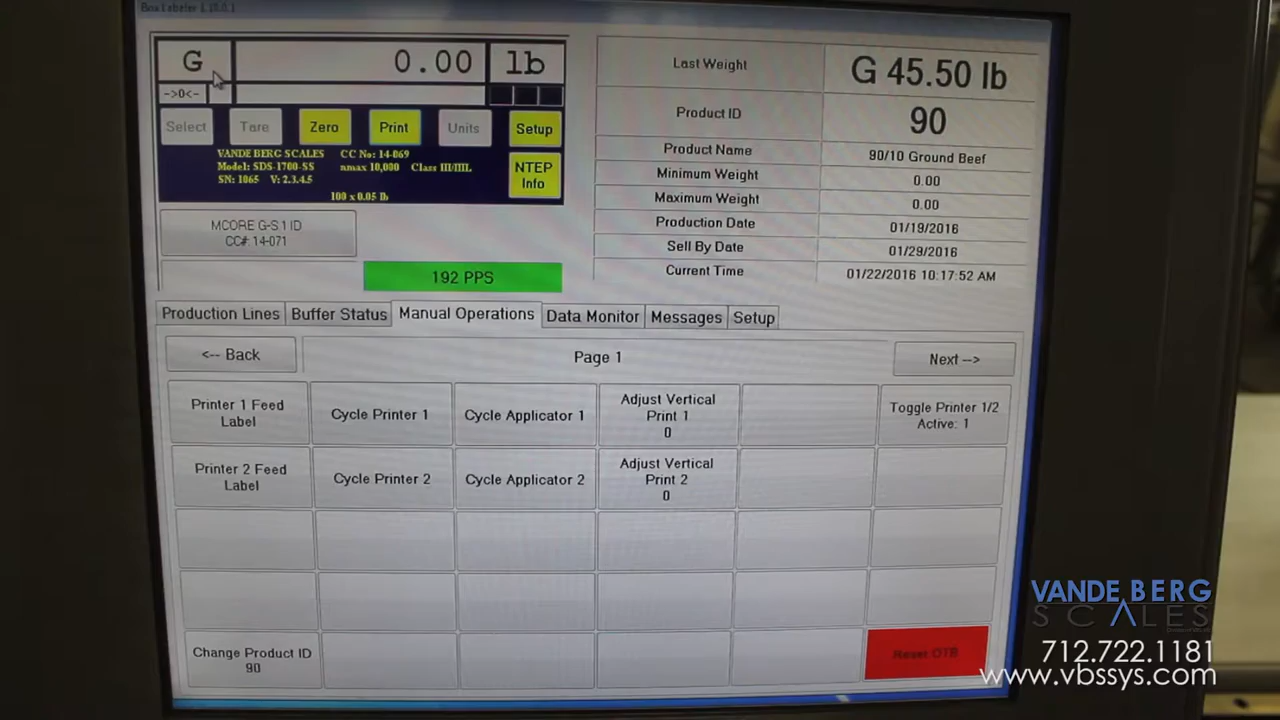 Box Labeler 1.18.0.1
G
0.00
lb
->0<-
Select
Tare
Zero
Print
Units
Setup
VANDE BERG SCALES CC No: 14-069
Model: SDS-1700-SS nmax 10,000 Class III/IIIL
SN: 1065 V: 2.3.4.5
100 x 0.05 lb
NTEP
Info
MCORE G-S.1 ID
CC#: 14-071
192 PPS
Last Weight
G 45.50 lb
Product ID
90
Product Name
90/10 Ground Beef
Minimum Weight
0.00
Maximum Weight
0.00
Production Date
01/19/2016
Sell By Date
01/29/2016
Current Time
01/22/2016 10:17:52 AM
Production Lines
Buffer Status
Manual Operations
Data Monitor
Messages
Setup
<-- Back
Page 1
Next -->
Printer 1 Feed
Label
Cycle Printer 1
Cycle Applicator 1
Adjust Vertical
Print 1
0
Toggle Printer 1/2
Active: 1
Printer 2 Feed
Label
Cycle Printer 2
Cycle Applicator 2
Adjust Vertical
Print 2
0
Change Product ID
90
Reset OTB
VANDE BERG
SCALES
712.722.1181
www.vbssys.com